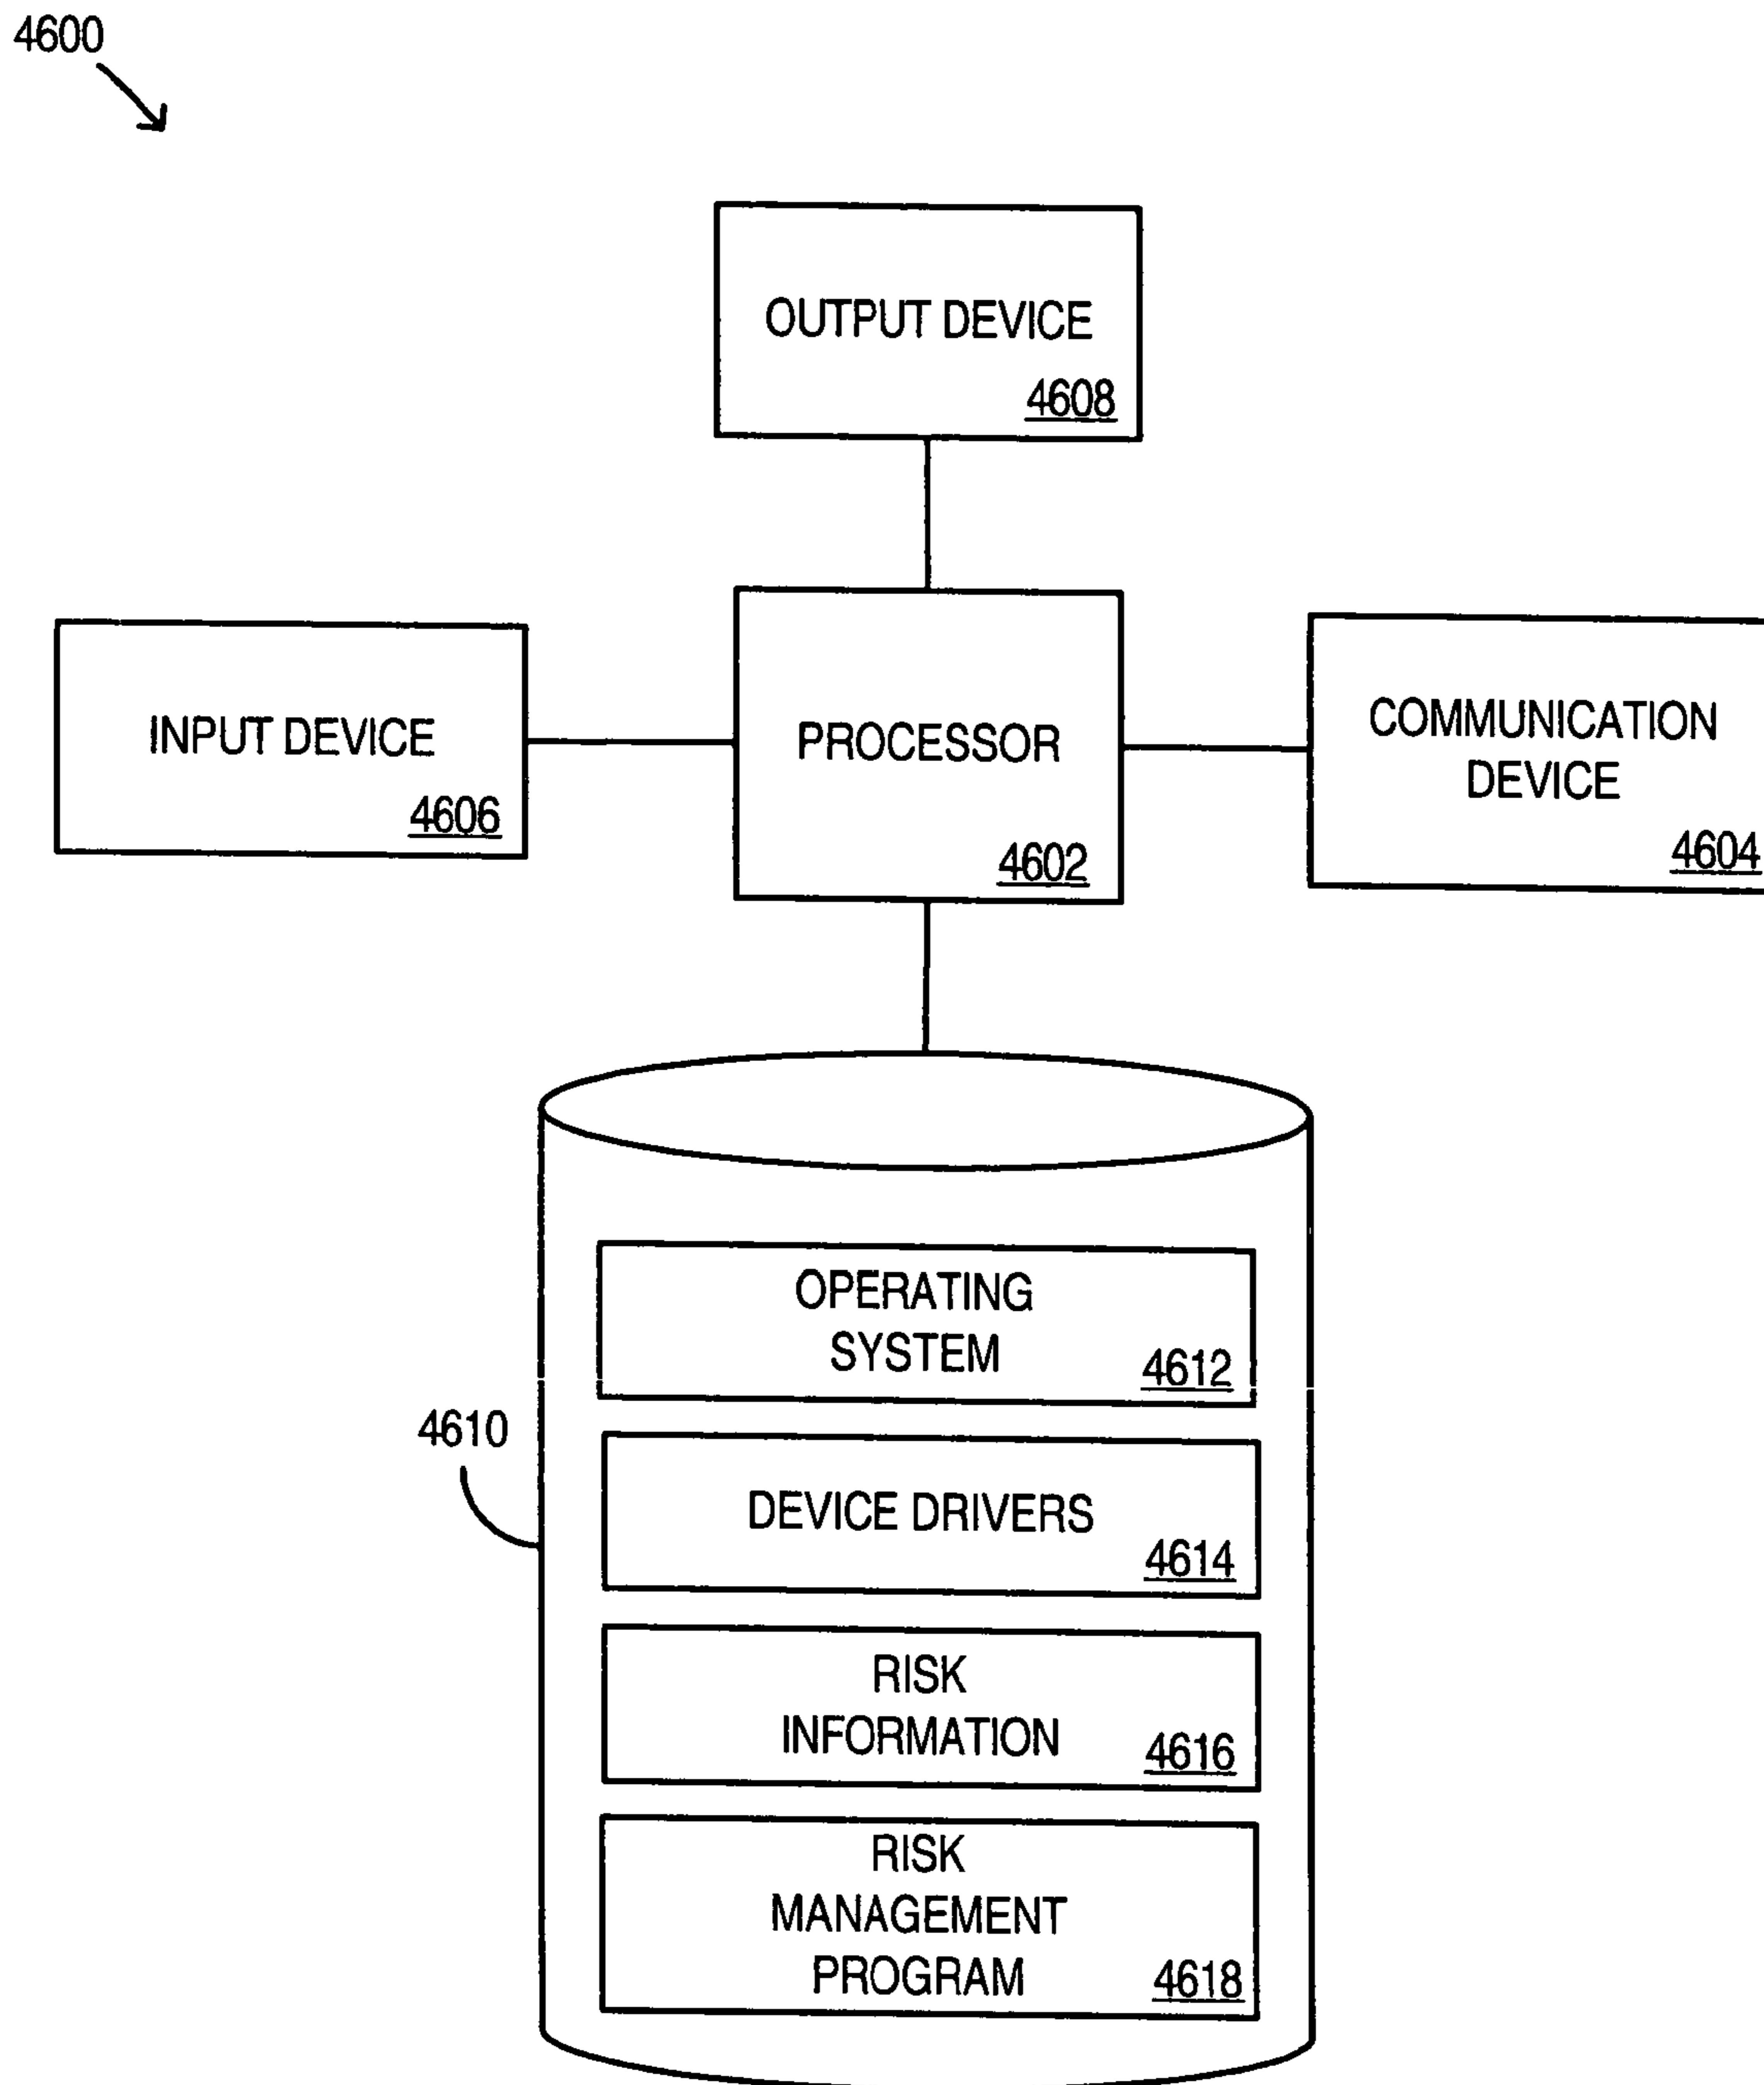 4600
OUTPUT DEVICE
4608
INPUT DEVICE
4606
PROCESSOR
4602
COMMUNICATION
DEVICE
4604
OPERATING
SYSTEM
4612
4610
DEVICE DRIVERS
4614
RISK
INFORMATION
4616
RISK
MANAGEMENT
PROGRAM
4618